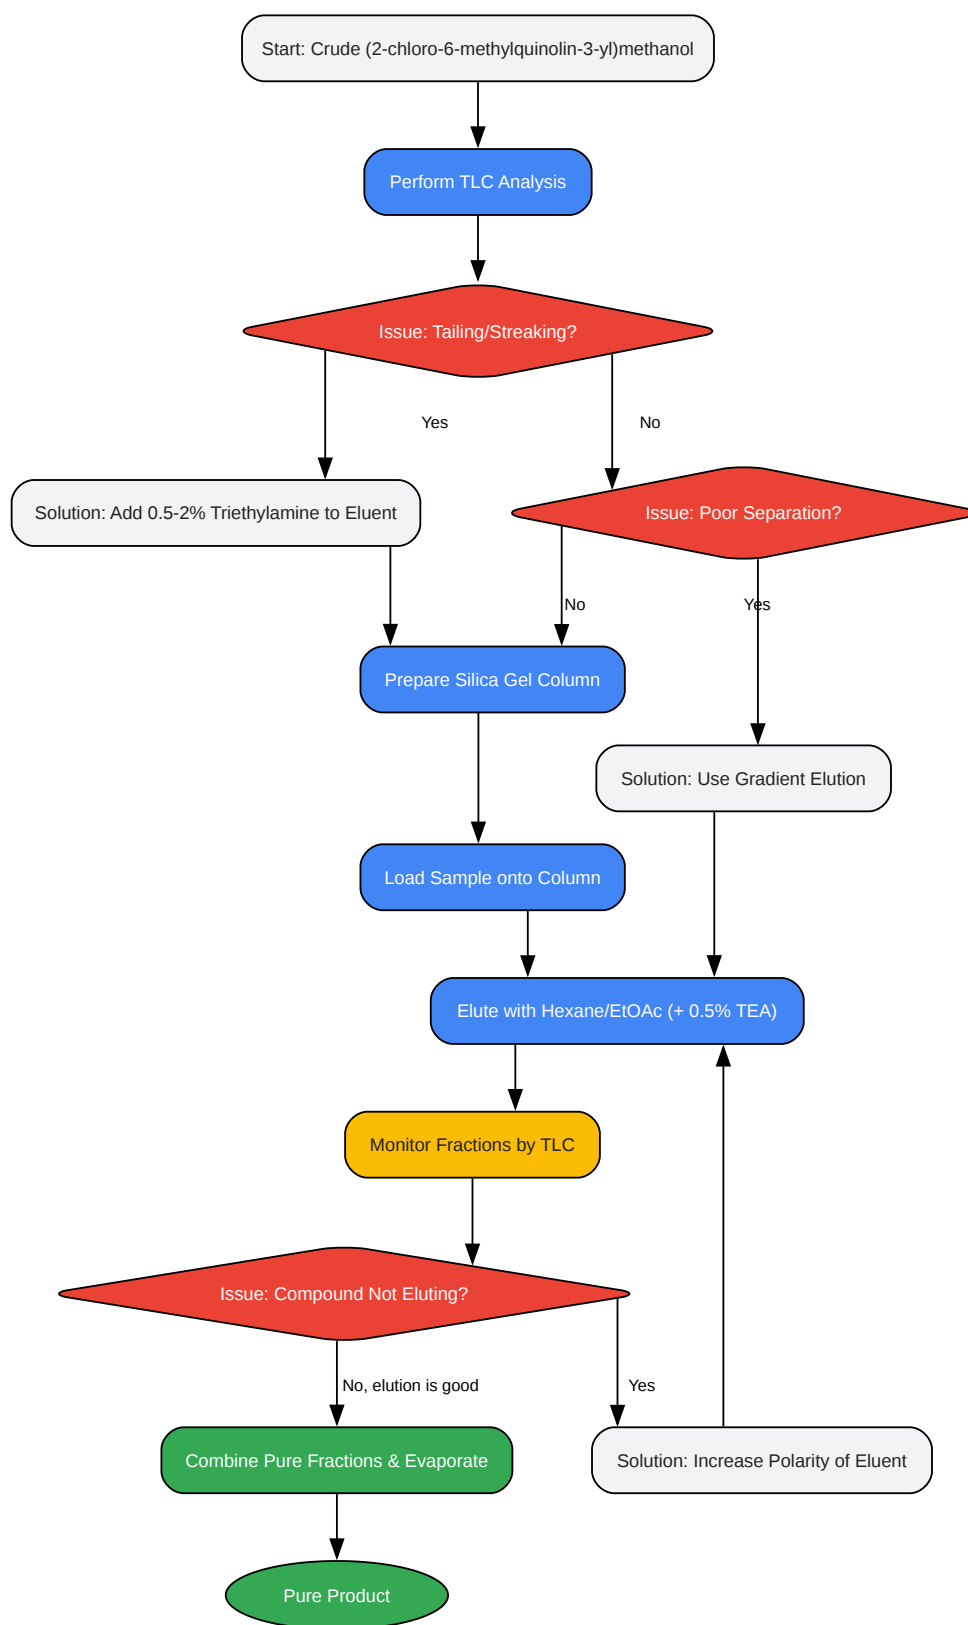 Start: Crude (2-chloro-6-methylquinolin-3-yl)methanol
Perform TLC Analysis
Issue: Tailing/Streaking?
Yes
No
Solution: Add 0.5-2% Triethylamine to Eluent
Issue: Poor Separation?
No
Yes
Prepare Silica Gel Column
Solution: Use Gradient Elution
Load Sample onto Column
Elute with Hexane/EtOAc (+ 0.5% TEA)
Monitor Fractions by TLC
Issue: Compound Not Eluting?
No, elution is good
Yes
Combine Pure Fractions & Evaporate
Solution: Increase Polarity of Eluent
Pure Product